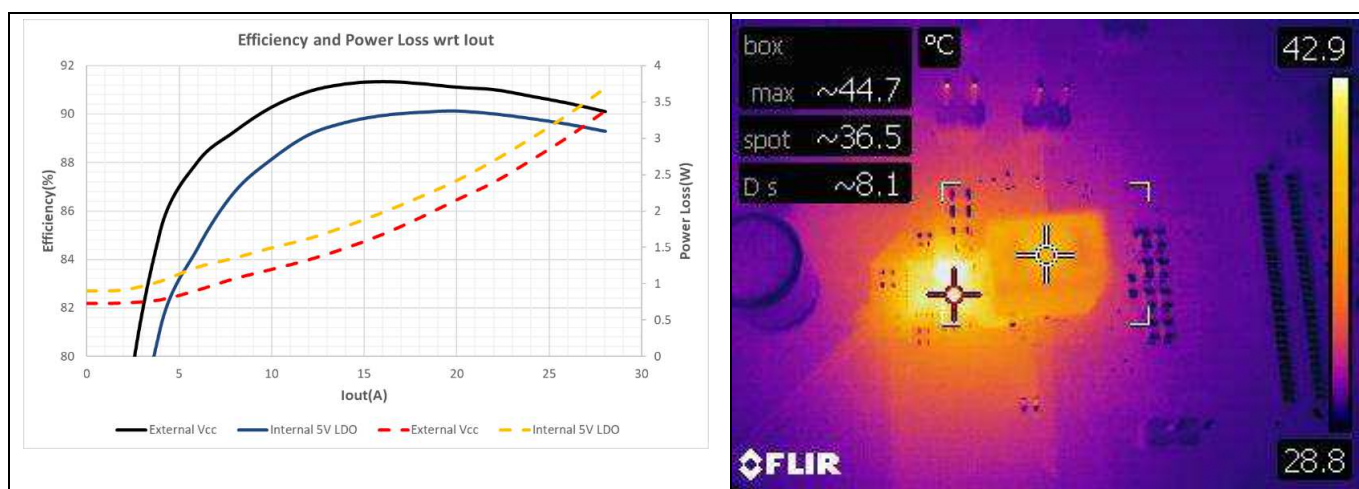 Efficiency and Power Loss wrt Iout
92
90
88
86
84
82
80
Efficiency(%)
4
3.5
3
2.5
2
1.5
1
0.5
0
Power Loss(W)
0 5 10 15 20 25 30
Iout(A)
External Vcc Internal 5V LDO External Vcc Internal 5V LDO
box
max ~44.7
spot ~36.5
D s ~8.1
°C
42.9
28.8
FLIR